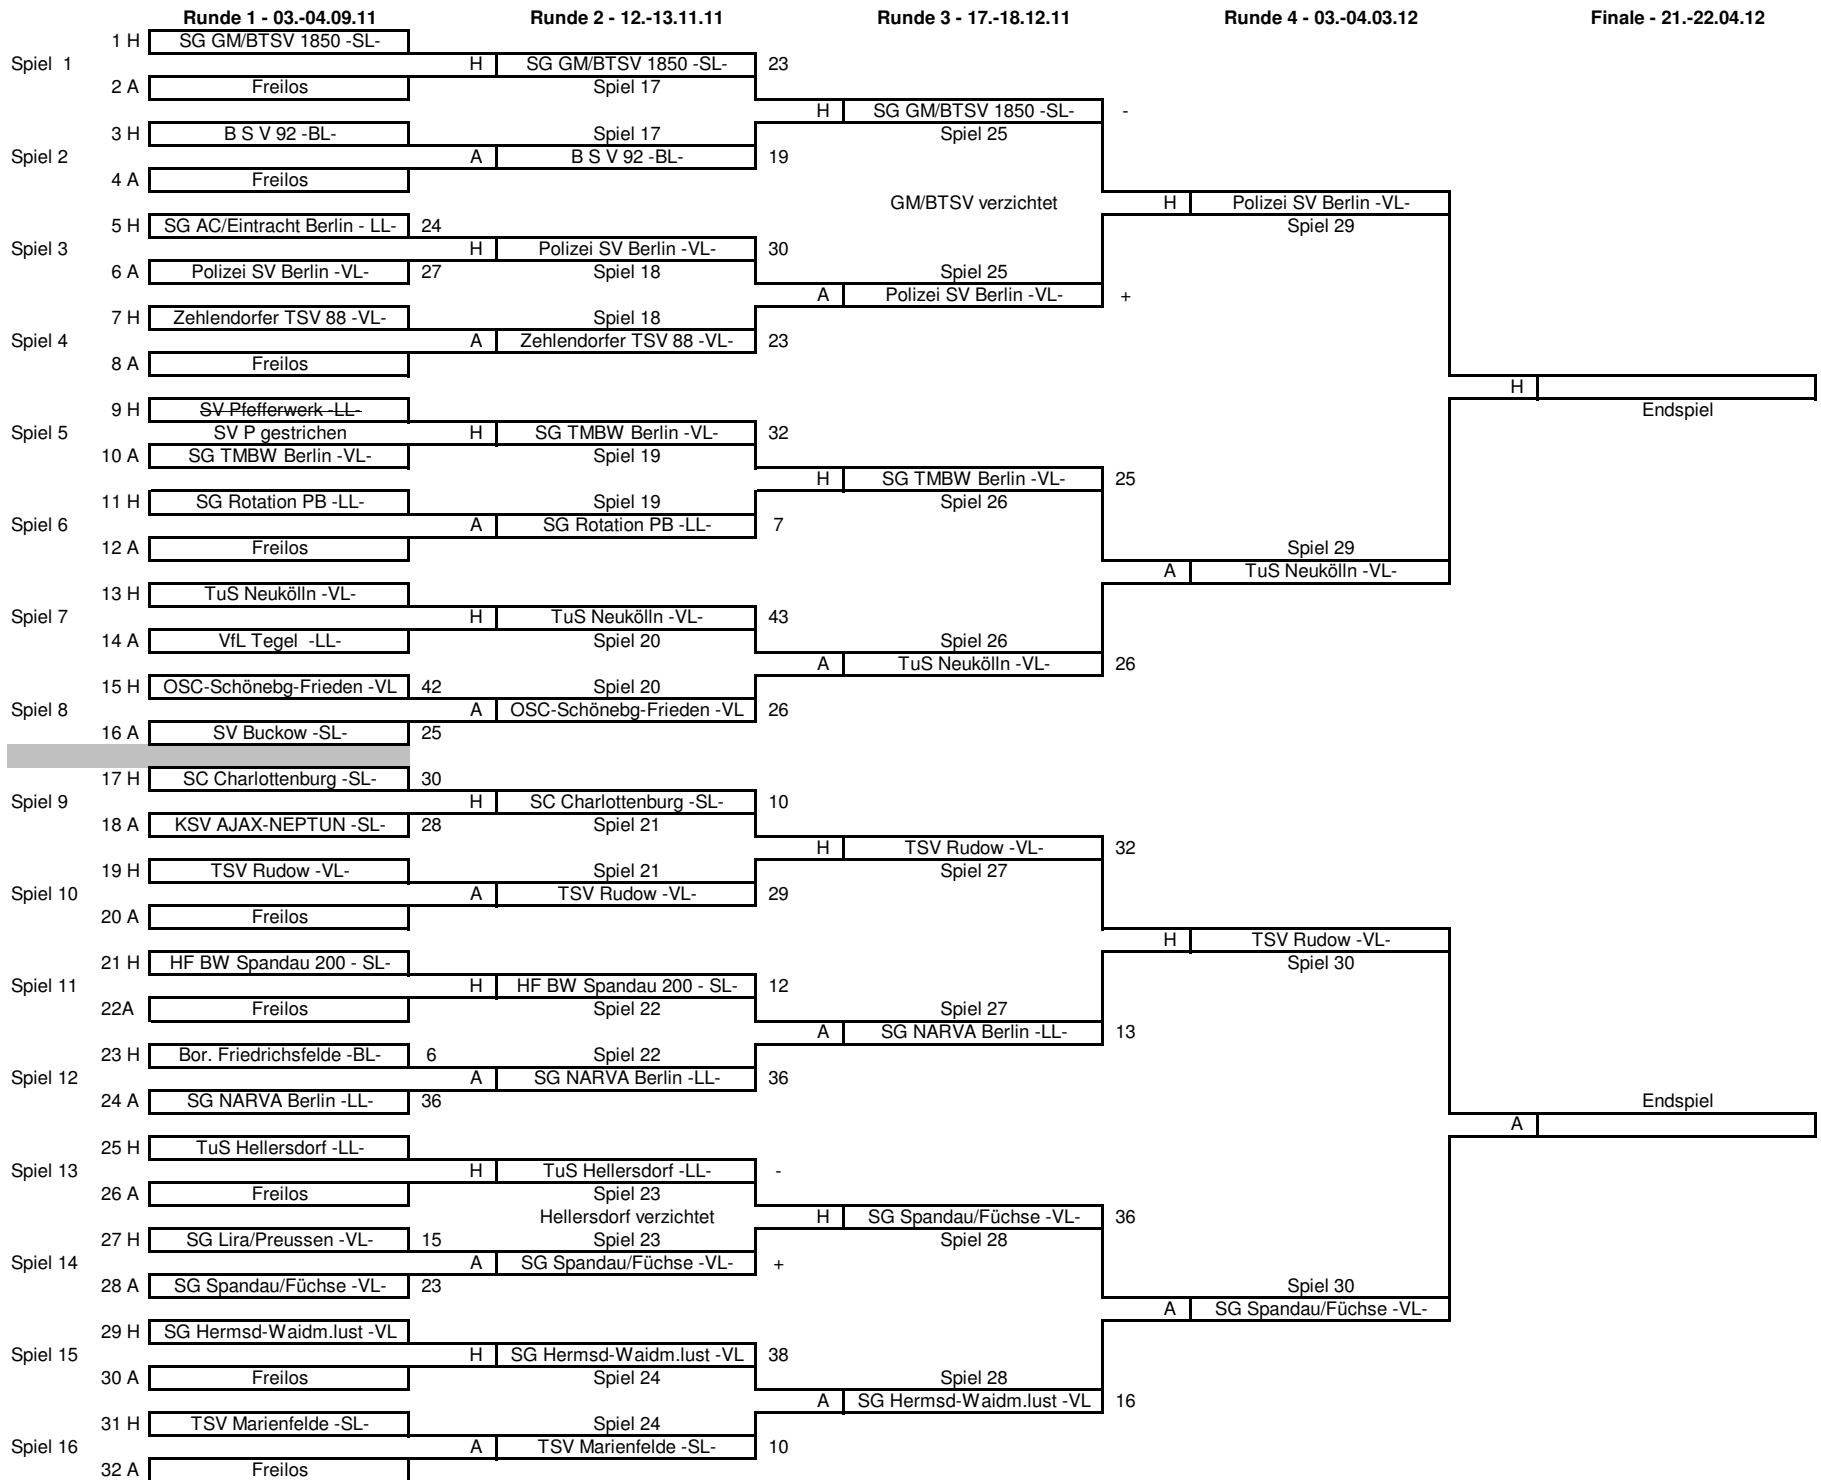 Runde 1 - 03.-04.09.11 Runde 2 - 12.-13.11.11 Runde 3 - 17.-18.12.11 Runde 4 - 03.-04.03.12 Finale - 21.-22.04.12
1 H SG GM/BTSV 1850 -SL-
Spiel 1 H SG GM/BTSV 1850 -SL- 23
2 A Freilos Spiel 17
H SG GM/BTSV 1850 -SL- -
3 H B S V 92 -BL- Spiel 17 Spiel 25
Spiel 2 A B S V 92 -BL- 19
4 A Freilos
GM/BTSV verzichtet H Polizei SV Berlin -VL-
5 H SG AC/Eintracht Berlin - LL- 24 Spiel 29
Spiel 3 H Polizei SV Berlin -VL- 30
6 A Polizei SV Berlin -VL- 27 Spiel 18 Spiel 25
A Polizei SV Berlin -VL- +
7 H Zehlendorfer TSV 88 -VL- Spiel 18
Spiel 4 A Zehlendorfer TSV 88 -VL- 23
8 A Freilos
H
9 H SV Pfefferwerk -LL- Endspiel
Spiel 5 SV P gestrichen H SG TMBW Berlin -VL- 32
10 A SG TMBW Berlin -VL- Spiel 19
H SG TMBW Berlin -VL- 25
11 H SG Rotation PB -LL- Spiel 19 Spiel 26
Spiel 6 A SG Rotation PB -LL- 7
12 A Freilos Spiel 29
A TuS Neukölln -VL-
13 H TuS Neukölln -VL-
Spiel 7 H TuS Neukölln -VL- 43
14 A VfL Tegel -LL- Spiel 20 Spiel 26
A TuS Neukölln -VL- 26
15 H OSC-Schönebg-Frieden -VL 42 Spiel 20
Spiel 8 A OSC-Schönebg-Frieden -VL 26
16 A SV Buckow -SL- 25
17 H SC Charlottenburg -SL- 30
Spiel 9 H SC Charlottenburg -SL- 10
18 A KSV AJAX-NEPTUN -SL- 28 Spiel 21
H TSV Rudow -VL- 32
19 H TSV Rudow -VL- Spiel 21 Spiel 27
Spiel 10 A TSV Rudow -VL- 29
20 A Freilos
H TSV Rudow -VL-
21 H HF BW Spandau 200 - SL- Spiel 30
Spiel 11 H HF BW Spandau 200 - SL- 12
22A Freilos Spiel 22 Spiel 27
A SG NARVA Berlin -LL- 13
23 H Bor. Friedrichsfelde -BL- 6 Spiel 22
Spiel 12 A SG NARVA Berlin -LL- 36
24 A SG NARVA Berlin -LL- 36 Endspiel
A
25 H TuS Hellersdorf -LL-
Spiel 13 H TuS Hellersdorf -LL- -
26 A Freilos Spiel 23
Hellersdorf verzichtet H SG Spandau/Füchse -VL- 36
27 H SG Lira/Preussen -VL- 15 Spiel 23 Spiel 28
Spiel 14 A SG Spandau/Füchse -VL- +
28 A SG Spandau/Füchse -VL- 23 Spiel 30
A SG Spandau/Füchse -VL-
29 H SG Hermsd-Waidm.lust -VL
Spiel 15 H SG Hermsd-Waidm.lust -VL 38
30 A Freilos Spiel 24 Spiel 28
A SG Hermsd-Waidm.lust -VL 16
31 H TSV Marienfelde -SL- Spiel 24
Spiel 16 A TSV Marienfelde -SL- 10
32 A Freilos